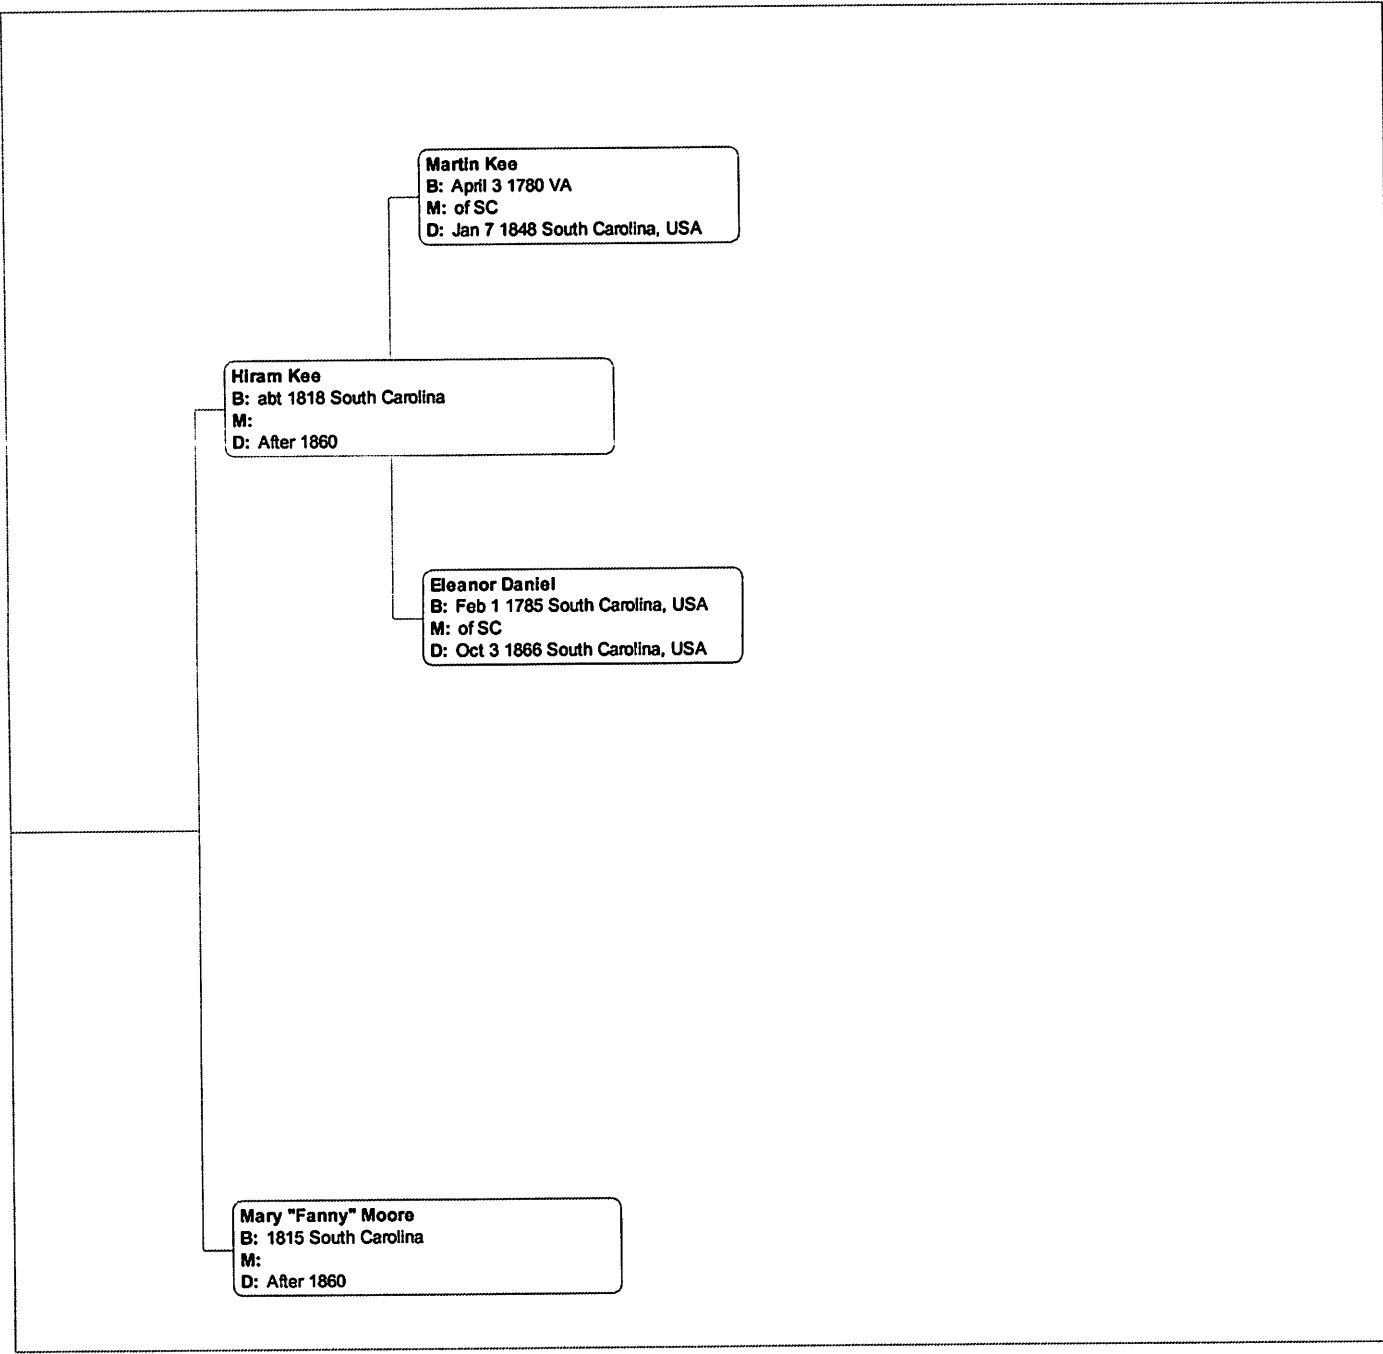 Martin Kee
B: April 3 1780 VA
M: of SC
D: Jan 7 1848 South Carolina, USA
Hiram Kee
B: abt 1818 South Carolina
M:
D: After 1860
Eleanor Daniel
B: Feb 1 1785 South Carolina, USA
M: of SC
D: Oct 3 1866 South Carolina, USA
Mary "Fanny" Moore
B: 1815 South Carolina
M:
D: After 1860